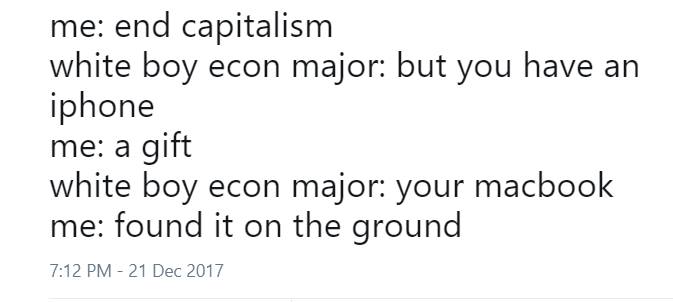 me: end capitalism
white boy econ major: but you have an
iphone
me: a gift
white boy econ major: your macbook
me: found it on the ground
7:12 PM - 21 Dec 2017